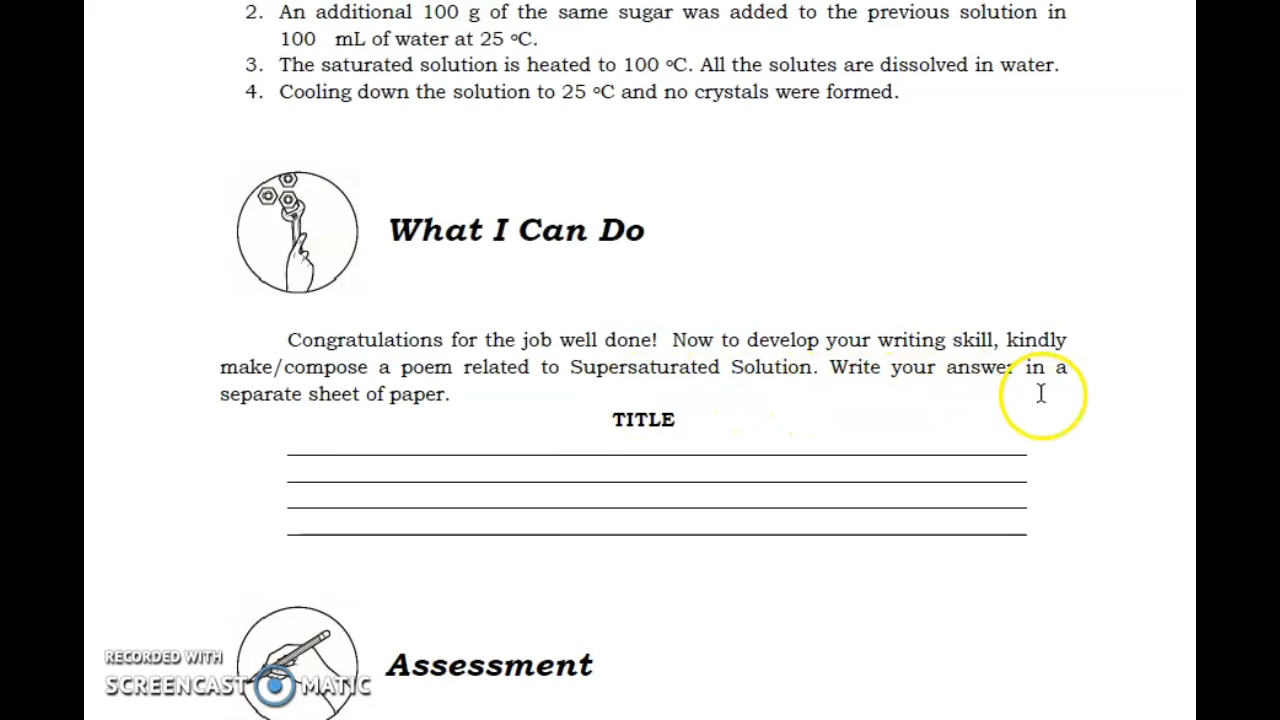 2. An additional 100 g of the same sugar was added to the previous solution in
100 mL of water at 25 °C.
3. The saturated solution is heated to 100 °C. All the solutes are dissolved in water.
4. Cooling down the solution to 25 °C and no crystals were formed.
What I Can Do
Congratulations for the job well done! Now to develop your writing skill, kindly
make/compose a poem related to Supersaturated Solution. Write your answer in a
separate sheet of paper.
TITLE
Assessment
RECORDED WITH
SCREENCAST MATIC